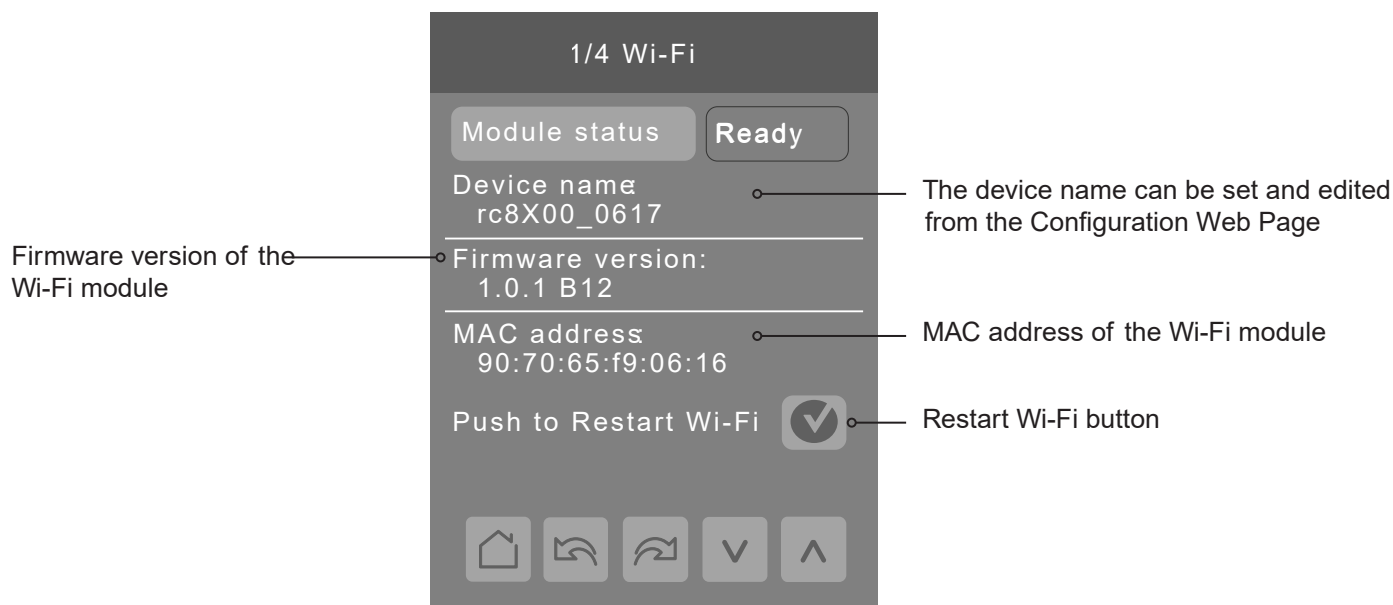 1/4 Wi-Fi
Module status Ready
Device name:
rc8X00_0617
The device name can be set and edited
from the Configuration Web Page
Firmware version of the
Wi-Fi module
Firmware version:
1.0.1 B12
MAC address:
90:70:65:f9:06:16
MAC address of the Wi-Fi module
Push to Restart Wi-Fi
Restart Wi-Fi button